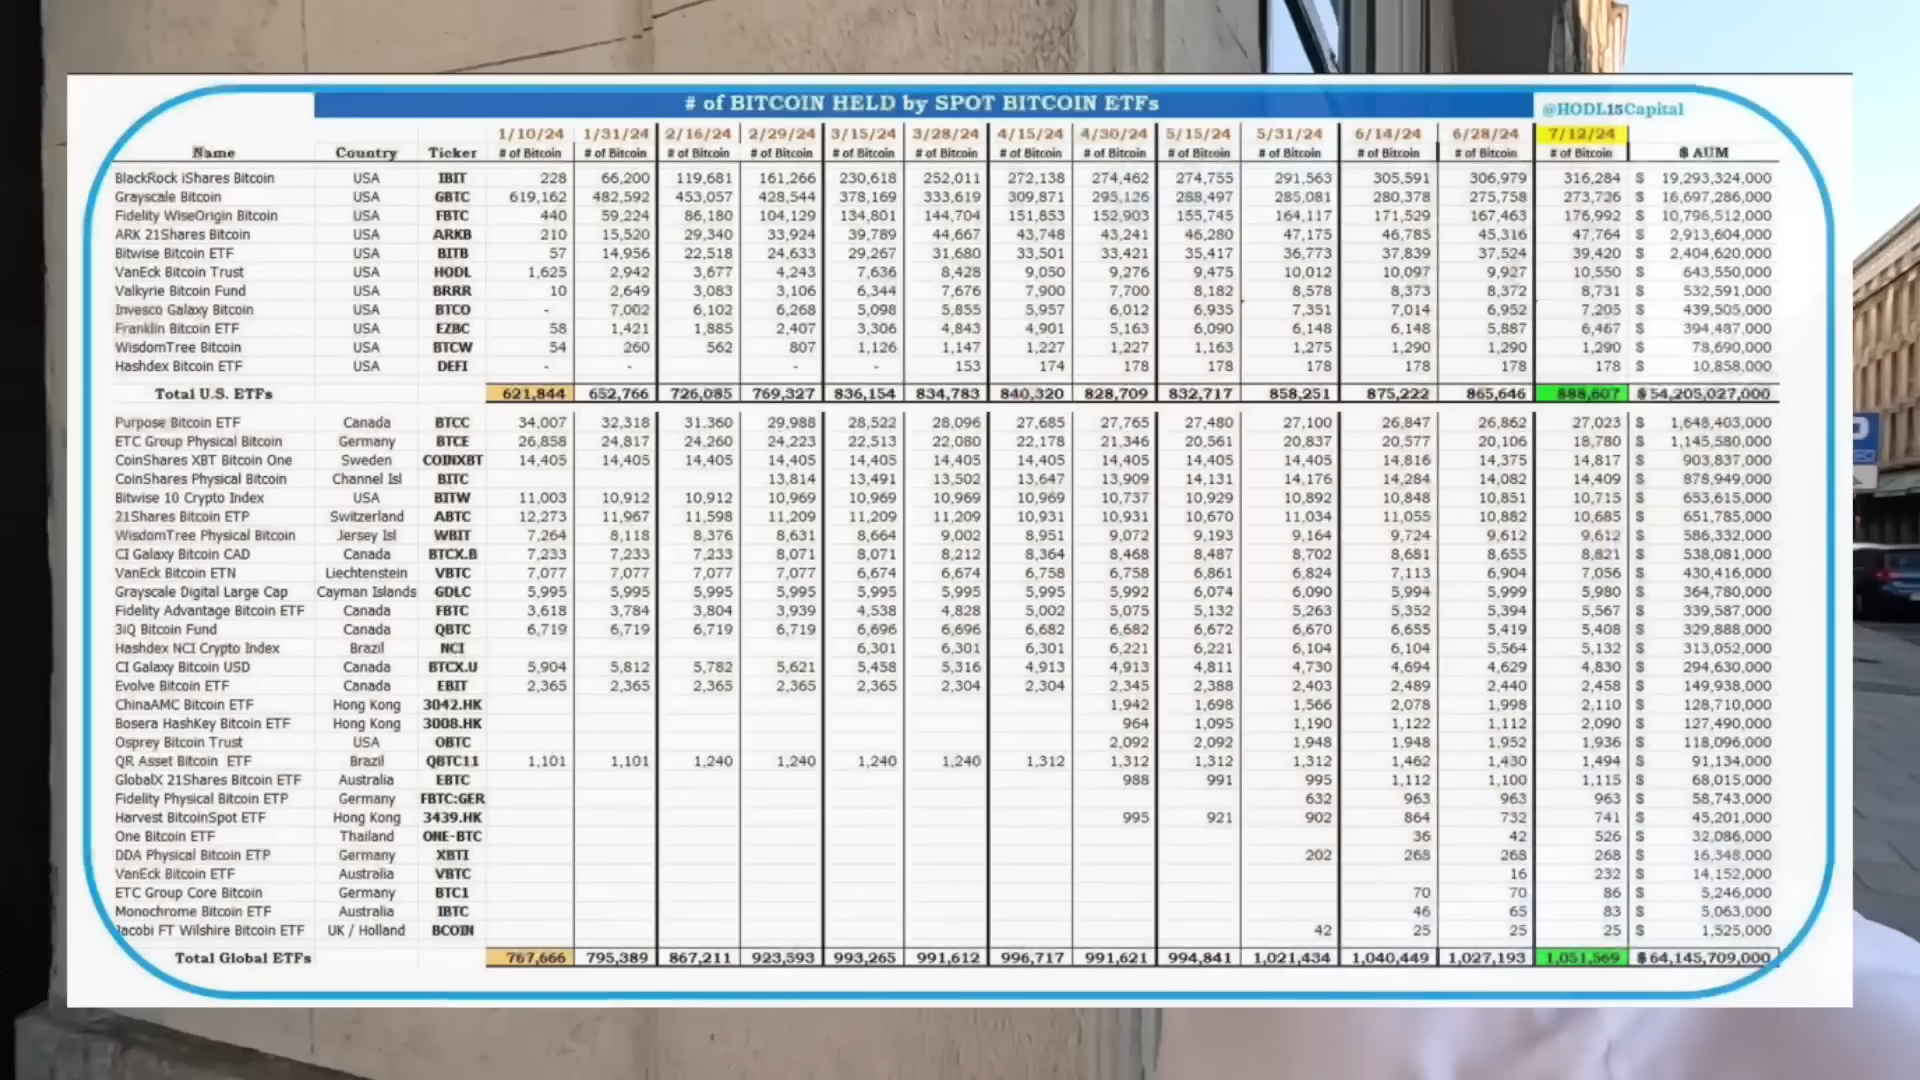 # of BITCOIN HELD by SPOT BITCOIN ETFs
@HODL15Capital
1/10/24 1/31/24 2/16/24 2/29/24 3/15/24 3/28/24 4/15/24 4/30/24 5/15/24 5/31/24 6/14/24 6/28/24 7/12/24
Name Country Ticker # of Bitcoin # of Bitcoin # of Bitcoin # of Bitcoin # of Bitcoin # of Bitcoin # of Bitcoin # of Bitcoin # of Bitcoin # of Bitcoin # of Bitcoin # of Bitcoin # of Bitcoin $ AUM
BlackRock iShares Bitcoin USA IBIT 228 66,200 119,681 161,266 230,618 252,011 272,138 274,462 274,755 291,563 305,591 306,979 316,284 $ 19,293,324,000
Grayscale Bitcoin USA GBTC 619,162 482,592 453,057 428,544 378,169 333,619 309,871 295,126 288,497 285,081 280,378 275,758 273,726 $ 16,697,286,000
Fidelity WiseOrigin Bitcoin USA FBTC 440 59,224 86,180 104,129 134,801 144,704 151,853 152,903 155,745 164,117 171,529 167,463 176,992 $ 10,796,512,000
ARK 21Shares Bitcoin USA ARKB 210 15,520 29,340 33,924 39,789 44,667 43,748 43,241 46,280 47,175 46,785 45,316 47,764 $ 2,913,604,000
Bitwise Bitcoin ETF USA BITB 57 14,956 22,518 24,633 29,267 31,680 33,501 33,421 35,417 36,773 37,839 37,524 39,420 $ 2,404,620,000
VanEck Bitcoin Trust USA HODL 1,625 2,942 3,677 4,243 7,636 8,428 9,050 9,276 9,475 10,012 10,097 9,927 10,550 $ 643,550,000
Valkyrie Bitcoin Fund USA BRRR 10 2,649 3,083 3,106 6,344 7,676 7,900 7,700 8,182 8,578 8,373 8,372 8,731 $ 532,591,000
Invesco Galaxy Bitcoin USA BTCO - 7,002 6,102 6,268 5,098 5,855 5,957 6,012 6,935 7,351 7,014 6,952 7,205 $ 439,505,000
Franklin Bitcoin ETF USA EZBC 58 1,421 1,885 2,407 3,306 4,843 4,901 5,163 6,090 6,148 6,148 5,887 6,467 $ 394,487,000
WisdomTree Bitcoin USA BTCW 54 260 562 807 1,126 1,147 1,227 1,227 1,163 1,275 1,290 1,290 1,290 $ 78,690,000
Hashdex Bitcoin ETF USA DEFI - - - - 153 174 178 178 178 178 178 178 $ 10,858,000
Total U.S. ETFs 621,844 652,766 726,085 769,327 836,154 834,783 840,320 828,709 832,717 858,251 875,222 865,646 888,607 $ 54,205,027,000
Purpose Bitcoin ETF Canada BTCC 34,007 32,318 31,360 29,988 28,522 28,096 27,685 27,765 27,480 27,100 26,847 26,862 27,023 $ 1,648,403,000
ETC Group Physical Bitcoin Germany BTCE 26,858 24,817 24,260 24,223 22,513 22,080 22,178 21,346 20,561 20,837 20,577 20,106 18,780 $ 1,145,580,000
CoinShares XBT Bitcoin One Sweden COINXBT 14,405 14,405 14,405 14,405 14,405 14,405 14,405 14,405 14,405 14,405 14,816 14,375 14,817 $ 903,837,000
CoinShares Physical Bitcoin Channel Isl BITC 13,814 13,491 13,502 13,647 13,909 14,131 14,176 14,284 14,082 14,409 $ 878,949,000
Bitwise 10 Crypto Index USA BITW 11,003 10,912 10,912 10,969 10,969 10,969 10,969 10,737 10,929 10,892 10,848 10,851 10,715 $ 653,615,000
21Shares Bitcoin ETP Switzerland ABTC 12,273 11,967 11,598 11,209 11,209 11,209 10,931 10,931 10,670 11,034 11,055 10,882 10,685 $ 651,785,000
WisdomTree Physical Bitcoin Jersey Isl WBIT 7,264 8,118 8,376 8,631 8,664 9,002 8,951 9,072 9,193 9,164 9,724 9,612 9,612 $ 586,332,000
CI Galaxy Bitcoin CAD Canada BTCX.B 7,233 7,233 7,233 8,071 8,071 8,212 8,364 8,468 8,487 8,702 8,681 8,655 8,821 $ 538,081,000
VanEck Bitcoin ETN Liechtenstein VBTC 7,077 7,077 7,077 7,077 6,674 6,674 6,758 6,758 6,861 6,824 7,113 6,904 7,056 $ 430,416,000
Grayscale Digital Large Cap Cayman Islands GDLC 5,995 5,995 5,995 5,995 5,995 5,995 5,995 5,992 6,074 6,090 5,994 5,999 5,980 $ 364,780,000
Fidelity Advantage Bitcoin ETF Canada FBTC 3,618 3,784 3,804 3,939 4,538 4,828 5,002 5,075 5,132 5,263 5,352 5,394 5,567 $ 339,587,000
3iQ Bitcoin Fund Canada QBTC 6,719 6,719 6,719 6,719 6,696 6,696 6,682 6,682 6,672 6,670 6,655 5,419 5,408 $ 329,888,000
Hashdex NCI Crypto Index Brazil NCI 6,301 6,301 6,301 6,221 6,221 6,104 6,104 5,564 5,132 $ 313,052,000
CI Galaxy Bitcoin USD Canada BTCX.U 5,904 5,812 5,782 5,621 5,458 5,316 4,913 4,913 4,811 4,730 4,694 4,629 4,830 $ 294,630,000
Evolve Bitcoin ETF Canada EBIT 2,365 2,365 2,365 2,365 2,365 2,304 2,304 2,345 2,388 2,403 2,489 2,440 2,458 $ 149,938,000
ChinaAMC Bitcoin ETF Hong Kong 3042.HK 1,942 1,698 1,566 2,078 1,998 2,110 $ 128,710,000
Bosera HashKey Bitcoin ETF Hong Kong 3008.HK 964 1,095 1,190 1,122 1,112 2,090 $ 127,490,000
Osprey Bitcoin Trust USA OBTC 2,092 2,092 1,948 1,948 1,952 1,936 $ 118,096,000
QR Asset Bitcoin ETF Brazil QBTC11 1,101 1,101 1,240 1,240 1,240 1,240 1,312 1,312 1,312 1,312 1,462 1,430 1,494 $ 91,134,000
GlobalX 21Shares Bitcoin ETF Australia EBTC 988 991 995 1,112 1,100 1,115 $ 68,015,000
Fidelity Physical Bitcoin ETP Germany FBTC:GER 632 963 963 963 $ 58,743,000
Harvest BitcoinSpot ETF Hong Kong 3439.HK 995 921 902 864 732 741 $ 45,201,000
One Bitcoin ETF Thailand ONE-BTC 36 42 526 $ 32,086,000
DDA Physical Bitcoin ETP Germany XBTI 202 268 268 268 $ 16,348,000
VanEck Bitcoin ETF Australia VBTC 16 232 $ 14,152,000
ETC Group Core Bitcoin Germany BTC1 70 70 86 $ 5,246,000
Monochrome Bitcoin ETF Australia IBTC 46 65 83 $ 5,063,000
Jacobi FT Wilshire Bitcoin ETF UK / Holland BCOIN 42 25 25 25 $ 1,525,000
Total Global ETFs 767,666 795,389 867,211 923,593 993,265 991,612 996,717 991,621 994,841 1,021,434 1,040,449 1,027,193 1,051,569 $ 64,145,709,000